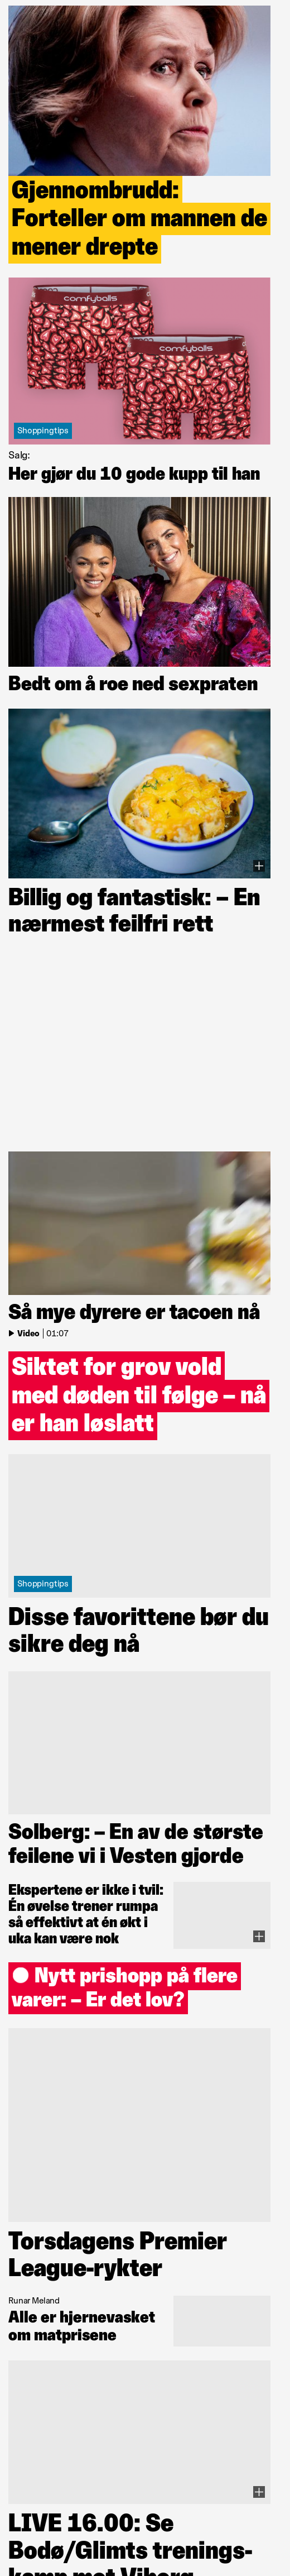 Gjennombrudd:
Forteller om mannen de
mener drepte
comfyballs
comfyballs
Shoppingtips
Salg:
Her gjør du 10 gode kupp til han
Bedt om å roe ned sexpraten
Billig og fantastisk: – En
nærmest feilfri rett
Så mye dyrere er tacoen nå
Video | 01:07
Siktet for grov vold
med døden til følge – nå
er han løslatt
Shoppingtips
Disse favorittene bør du
sikre deg nå
Solberg: – En av de største
feilene vi i Vesten gjorde
Ekspertene er ikke i tvil:
Én øvelse trener rumpa
så effektivt at én økt i
uka kan være nok
Nytt prishopp på flere
varer: – Er det lov?
Torsdagens Premier
League-rykter
Runar Meland
Alle er hjernevasket
om matprisene
LIVE 16.00: Se
Bodø/Glimts trenings-
kamp mot Viborg